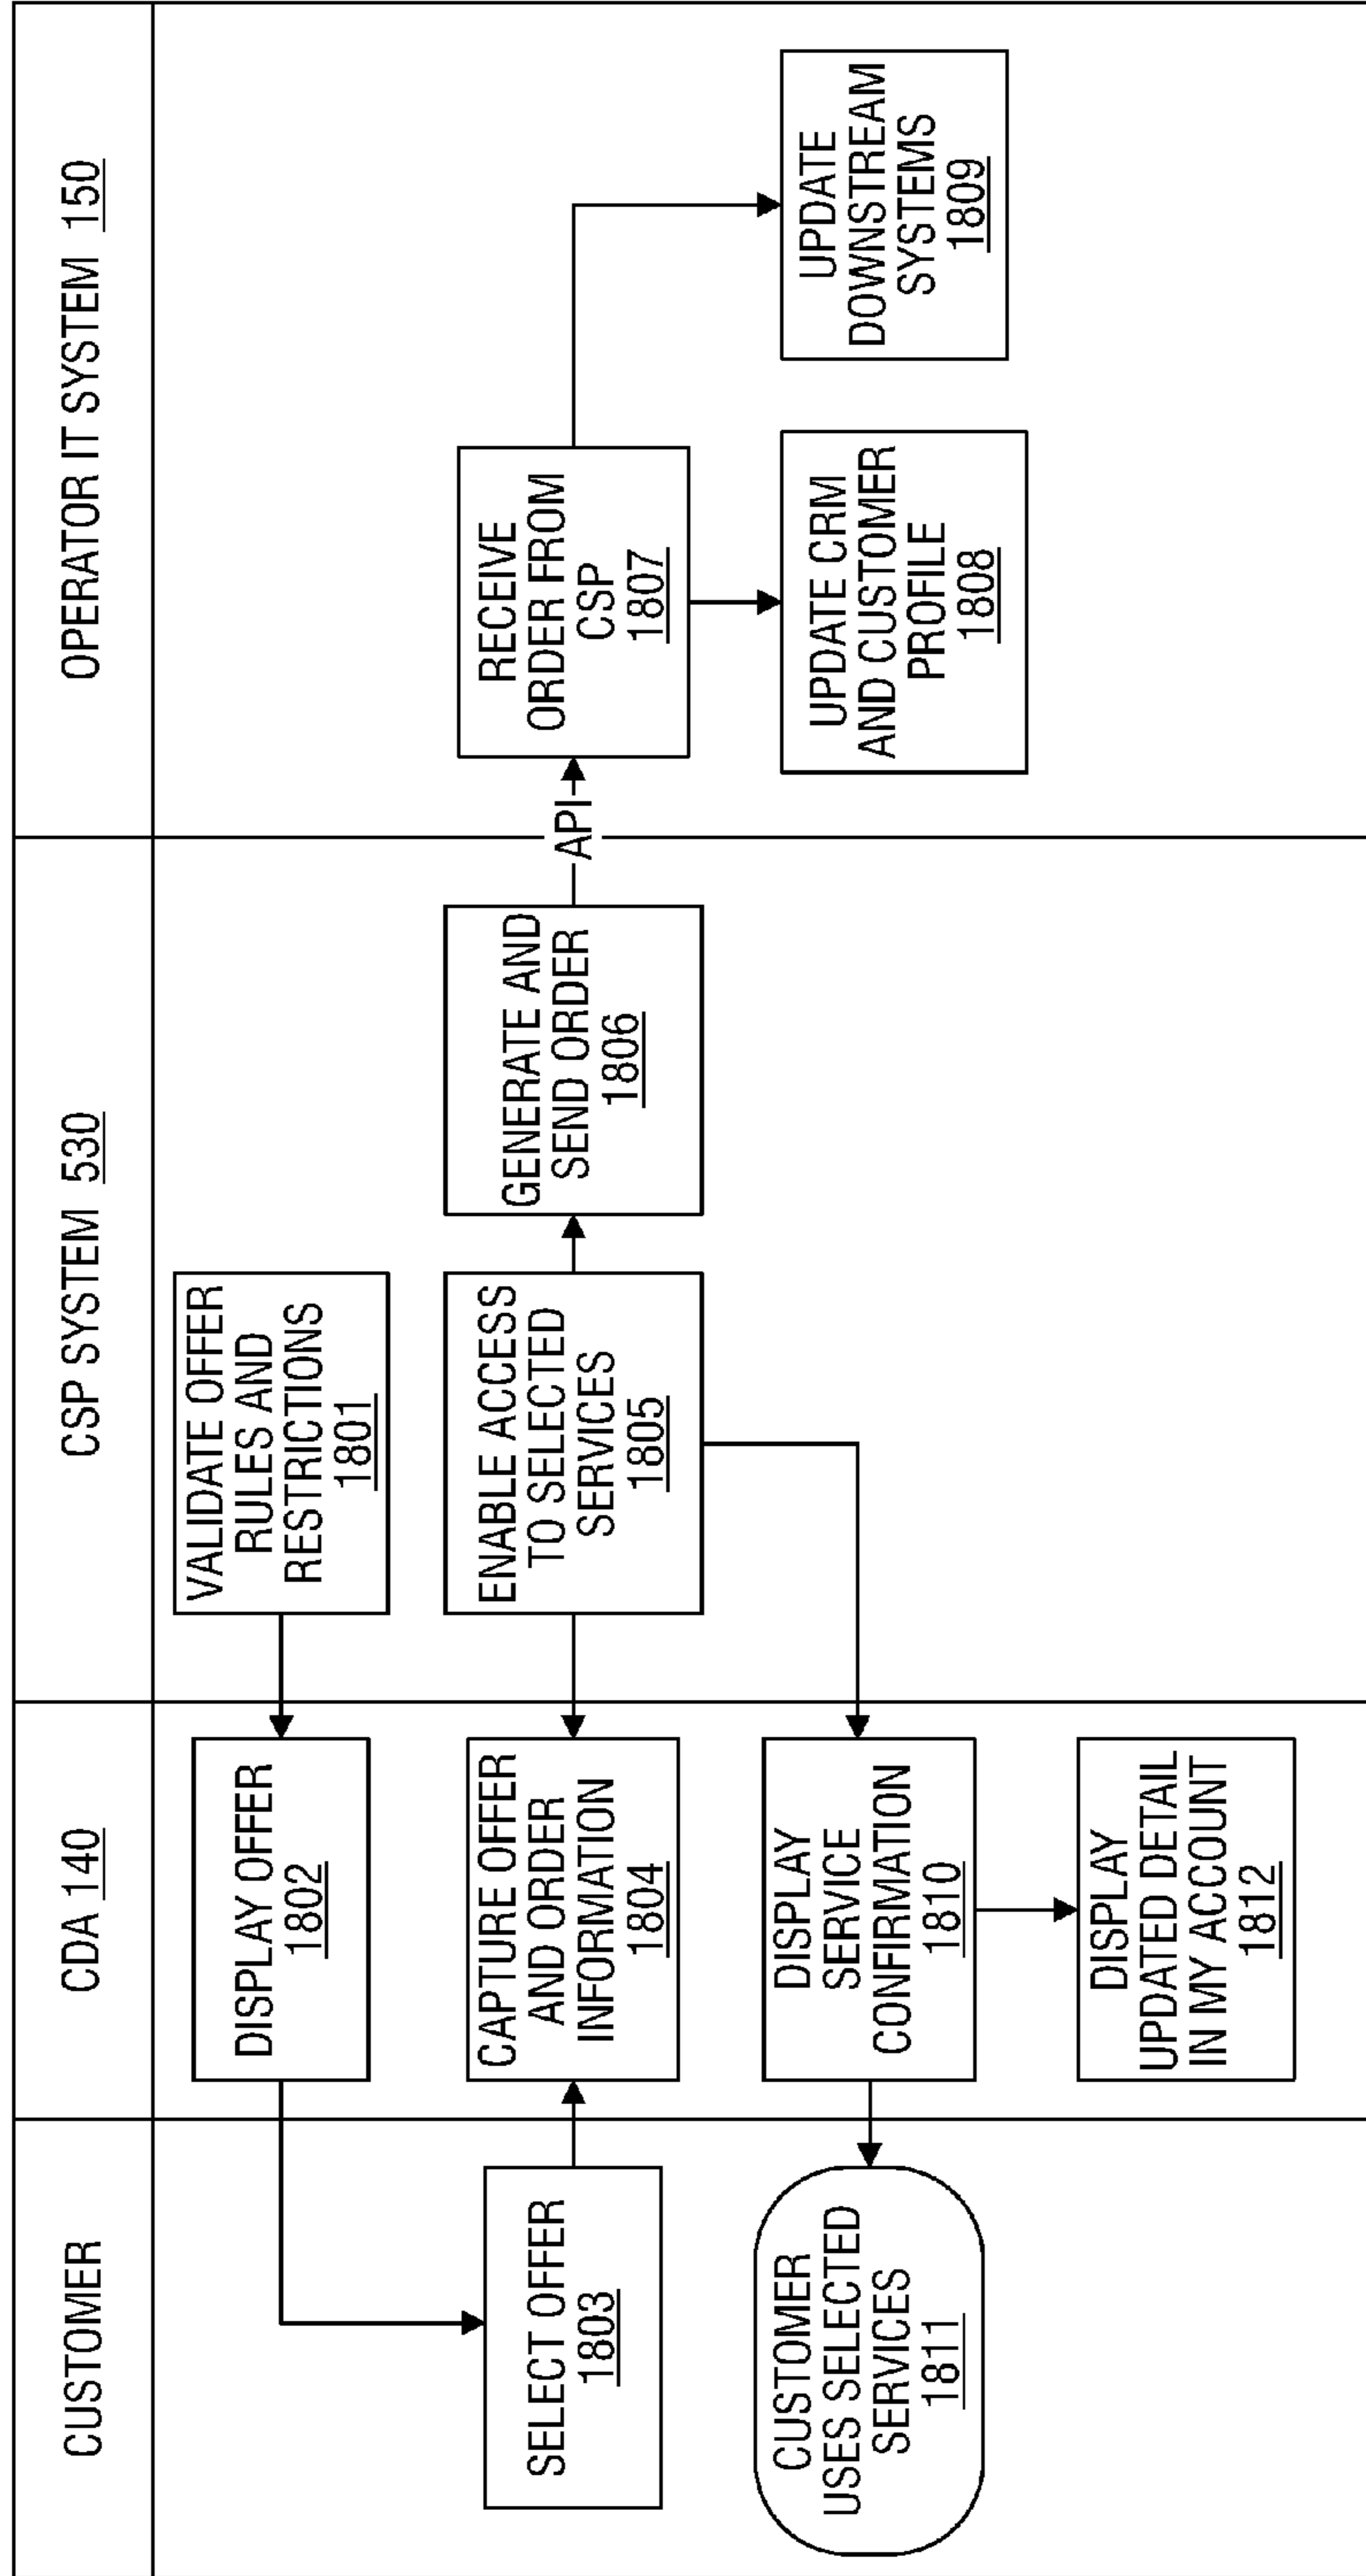 CUSTOMER
CDA 140
CSP SYSTEM 530
OPERATOR IT SYSTEM 150
VALIDATE OFFER
RULES AND
RESTRICTIONS
1801
DISPLAY OFFER
1802
SELECT OFFER
1803
CAPTURE OFFER
AND ORDER
INFORMATION
1804
ENABLE ACCESS
TO SELECTED
SERVICES
1805
GENERATE AND
SEND ORDER
1806
API
RECEIVE
ORDER FROM
CSP
1807
UPDATE CRM
AND CUSTOMER
PROFILE
1808
UPDATE
DOWNSTREAM
SYSTEMS
1809
DISPLAY
SERVICE
CONFIRMATION
1810
CUSTOMER
USES SELECTED
SERVICES
1811
DISPLAY
UPDATED DETAIL
IN MY ACCOUNT
1812